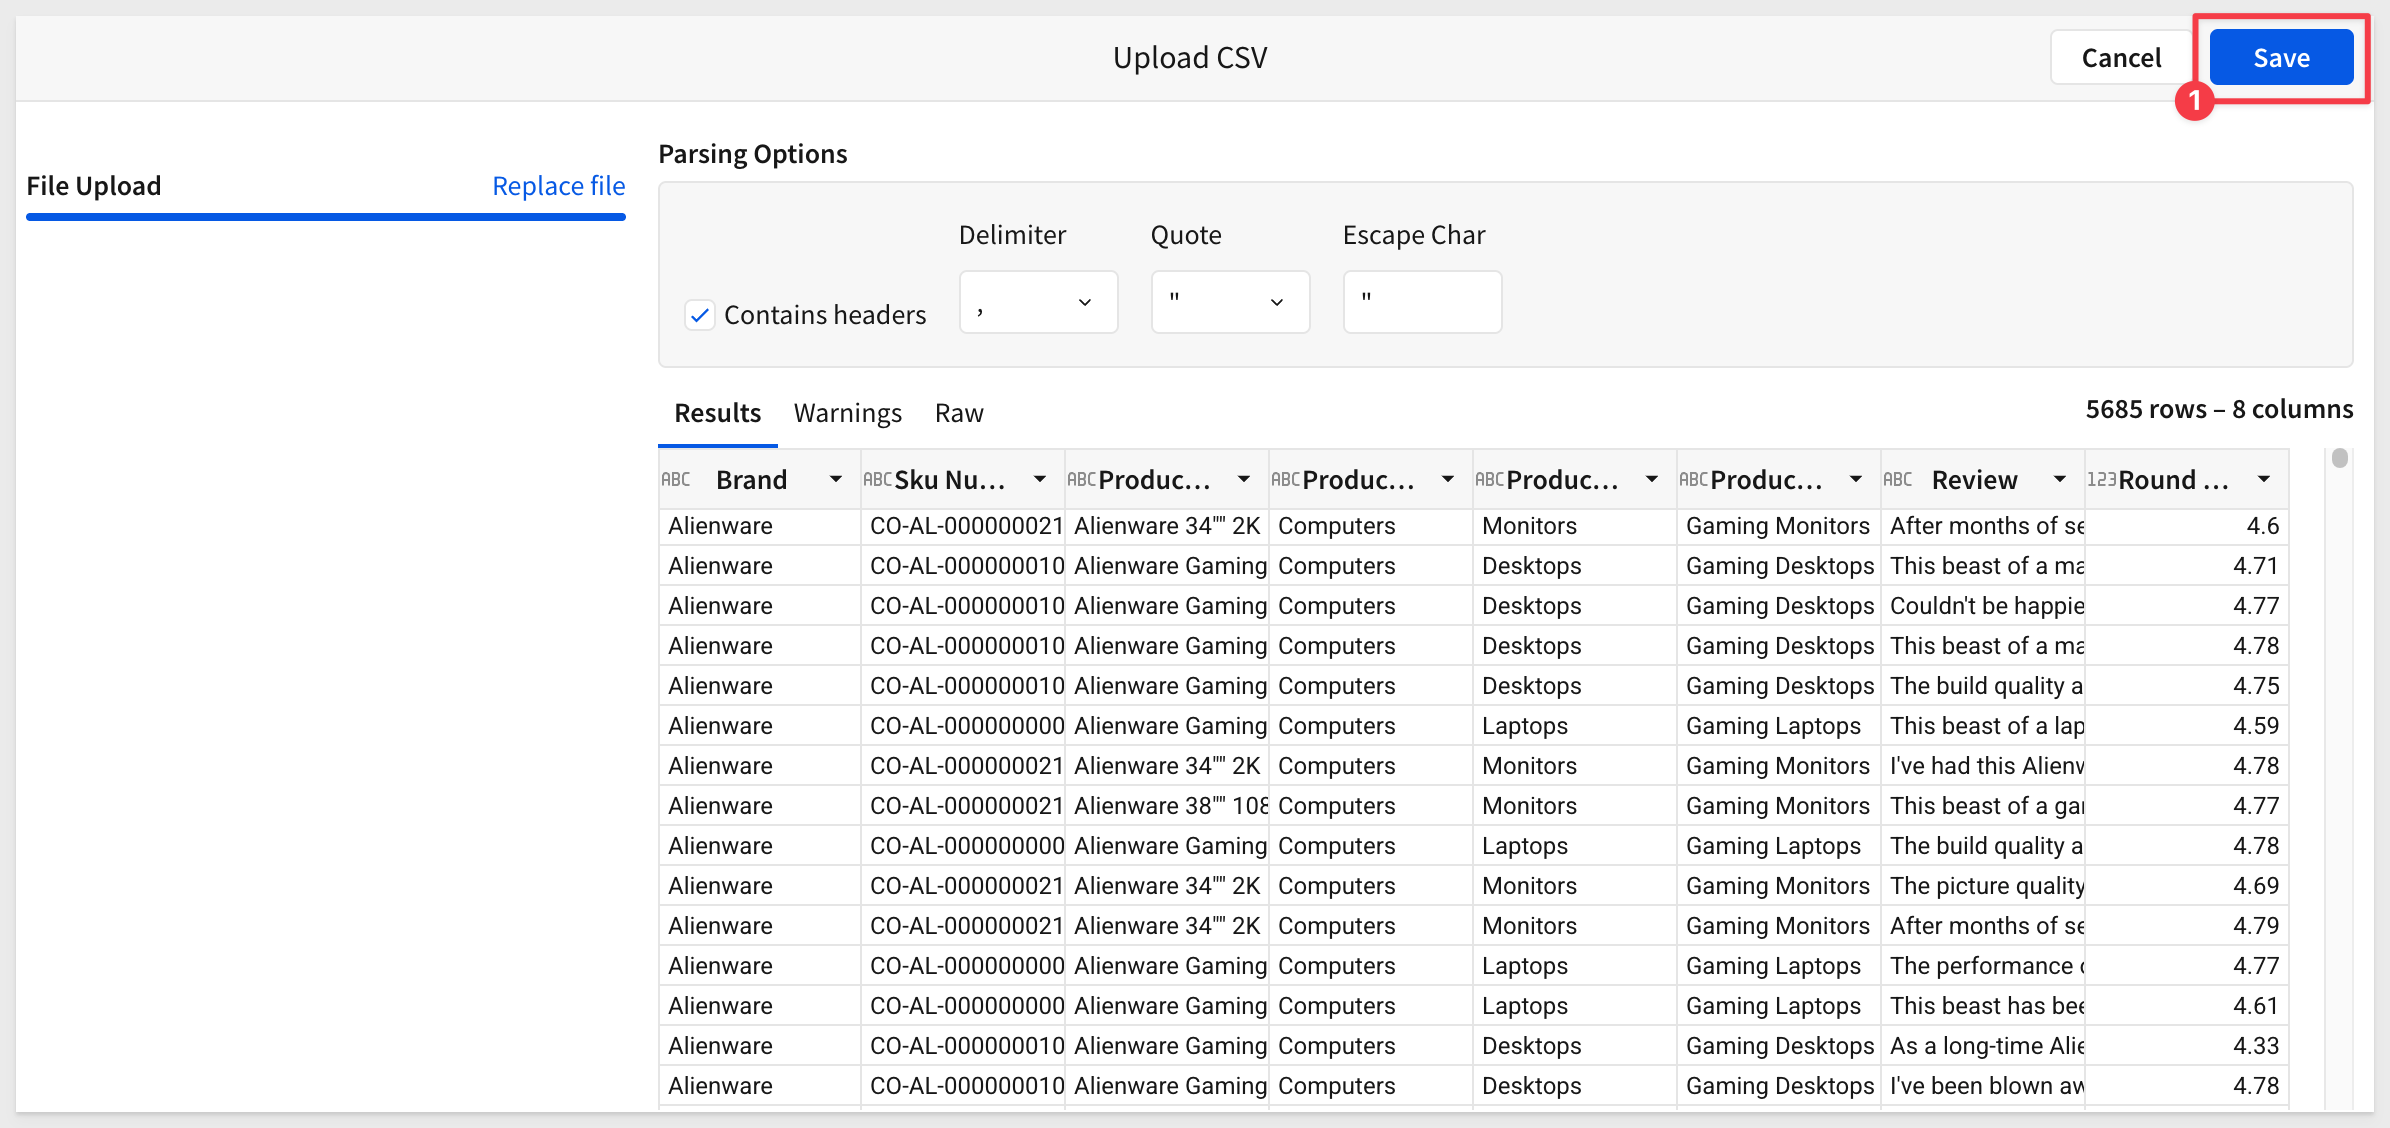 Upload CSV
Cancel
Save
1
File Upload
Replace file
Parsing Options
Delimiter
Quote
Escape Char
Contains headers
,
"
"
Results
Warnings
Raw
5685 rows – 8 columns
ABC Brand ABC Sku Nu... ABC Produc... ABC Produc... ABC Produc... ABC Produc... ABC Review 123 Round ...
Alienware CO-AL-000000021 Alienware 34"" 2K Computers Monitors Gaming Monitors After months of se 4.6
Alienware CO-AL-000000010 Alienware Gaming Computers Desktops Gaming Desktops This beast of a ma 4.71
Alienware CO-AL-000000010 Alienware Gaming Computers Desktops Gaming Desktops Couldn't be happie 4.77
Alienware CO-AL-000000010 Alienware Gaming Computers Desktops Gaming Desktops This beast of a ma 4.78
Alienware CO-AL-000000010 Alienware Gaming Computers Desktops Gaming Desktops The build quality a 4.75
Alienware CO-AL-000000000 Alienware Gaming Computers Laptops Gaming Laptops This beast of a lap 4.59
Alienware CO-AL-000000021 Alienware 34"" 2K Computers Monitors Gaming Monitors I've had this Alienw 4.78
Alienware CO-AL-000000021 Alienware 38"" 108 Computers Monitors Gaming Monitors This beast of a gar 4.77
Alienware CO-AL-000000000 Alienware Gaming Computers Laptops Gaming Laptops The build quality a 4.78
Alienware CO-AL-000000021 Alienware 34"" 2K Computers Monitors Gaming Monitors The picture quality 4.69
Alienware CO-AL-000000021 Alienware 34"" 2K Computers Monitors Gaming Monitors After months of se 4.79
Alienware CO-AL-000000000 Alienware Gaming Computers Laptops Gaming Laptops The performance 4.77
Alienware CO-AL-000000000 Alienware Gaming Computers Laptops Gaming Laptops This beast has bee 4.61
Alienware CO-AL-000000010 Alienware Gaming Computers Desktops Gaming Desktops As a long-time Alie 4.33
Alienware CO-AL-000000010 Alienware Gaming Computers Desktops Gaming Desktops I've been blown aw 4.78